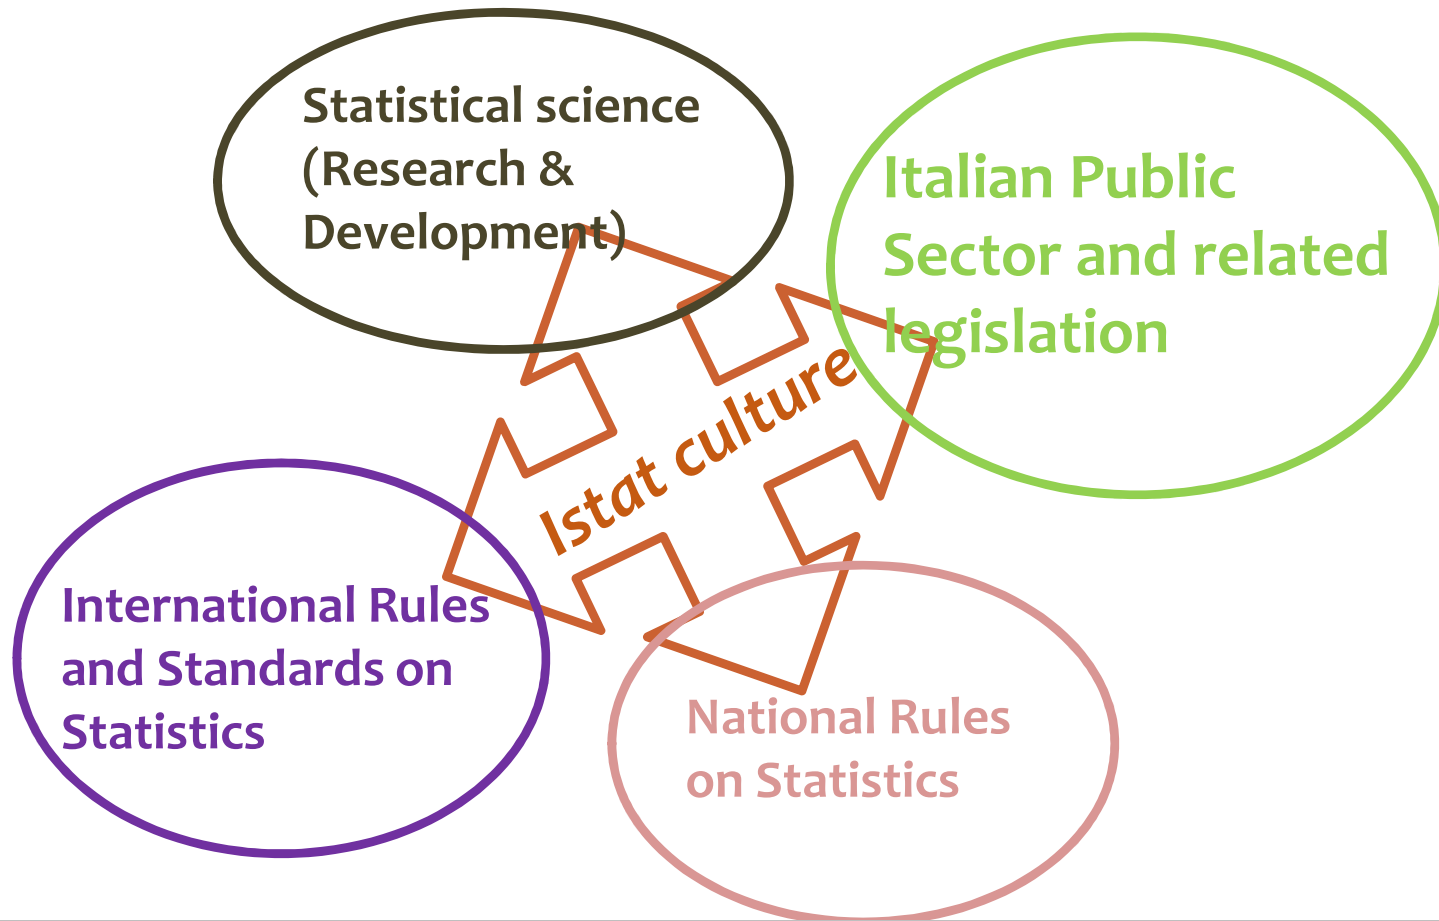 Statistical science
(Research &
Development)
Italian Public
Sector and related
legislation
Istat culture
International Rules
and Standards on
Statistics
National Rules
on Statistics